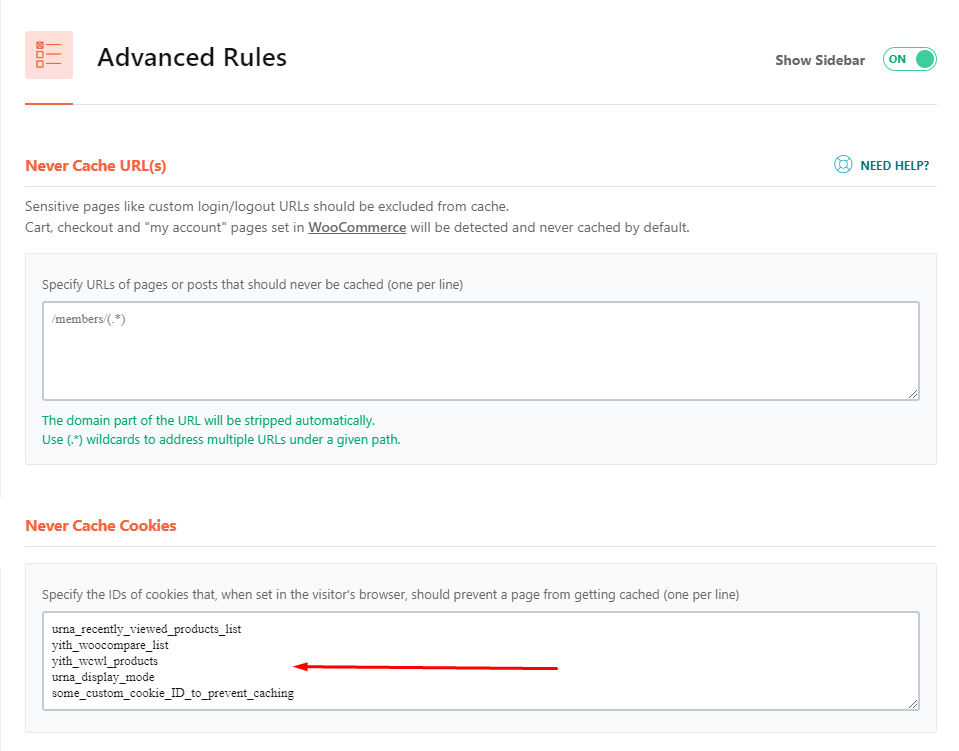 Advanced Rules
Show Sidebar
ON
Never Cache URL(s)
NEED HELP?
Sensitive pages like custom login/logout URLs should be excluded from cache.
Cart, checkout and "my account" pages set in WooCommerce will be detected and never cached by default.
Specify URLs of pages or posts that should never be cached (one per line)
/members/(.*)
The domain part of the URL will be stripped automatically.
Use (.*) wildcards to address multiple URLs under a given path.
Never Cache Cookies
Specify the IDs of cookies that, when set in the visitor's browser, should prevent a page from getting cached (one per line)
urna_recently_viewed_products_list
yith_woocompare_list
yith_wcwl_products
urna_display_mode
some_custom_cookie_ID_to_prevent_caching